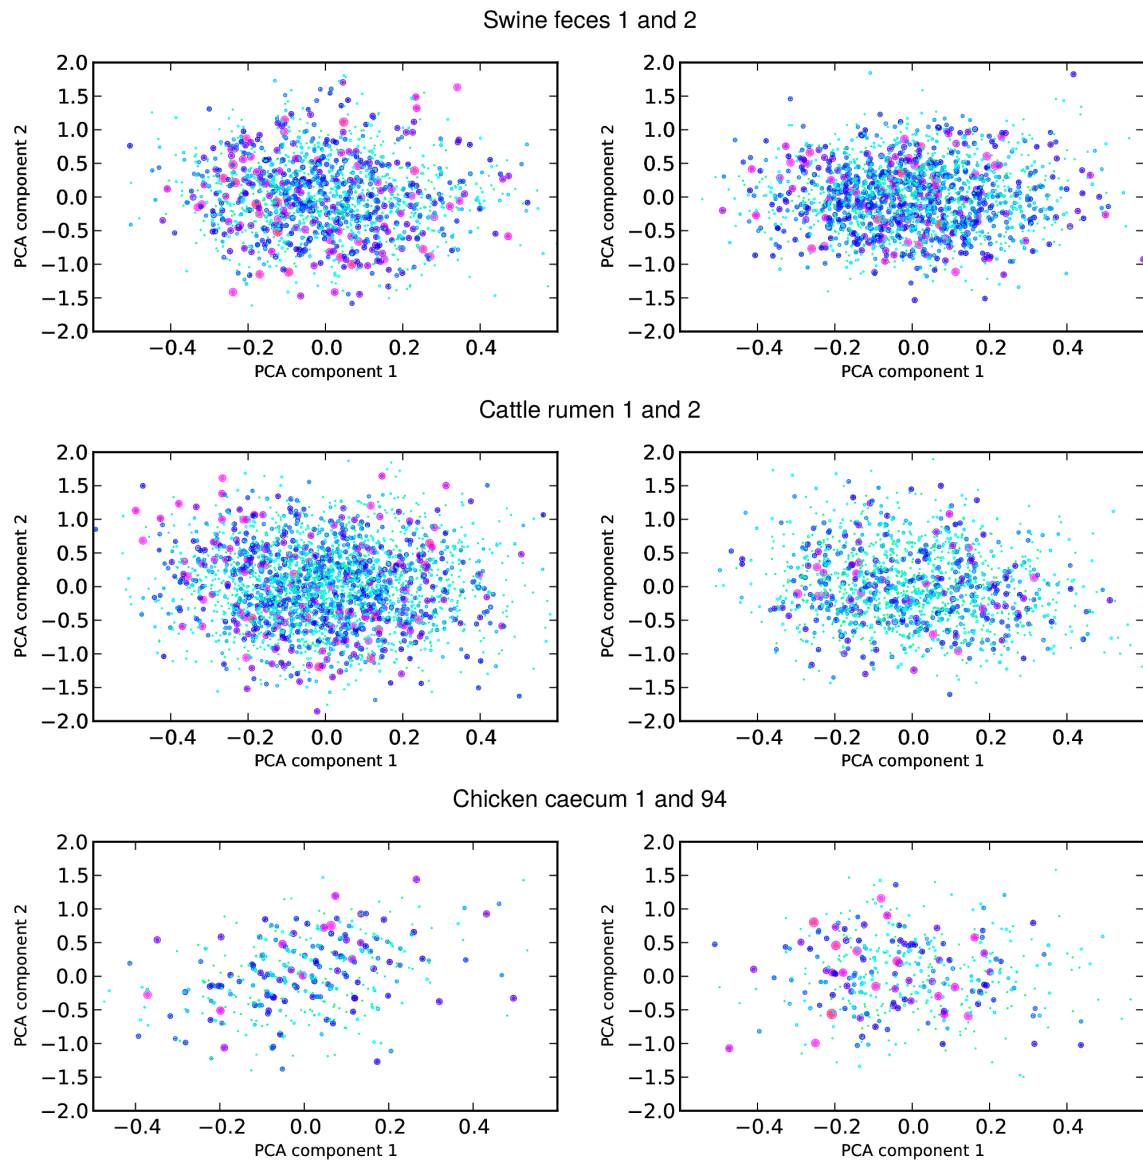 Swine feces 1 and 2
2.0 2.0
1.5 1.5
1.0 1.0
0.5 0.5
0.0 0.0
−0.5 −0.5
−1.0 −1.0
−1.5 −1.5
−2.0 −2.0
PCA component 2 PCA component 2
−0.4 −0.2 0.0 0.2 0.4 −0.4 −0.2 0.0 0.2 0.4
PCA component 1 PCA component 1
Cattle rumen 1 and 2
2.0 2.0
1.5 1.5
1.0 1.0
0.5 0.5
0.0 0.0
−0.5 −0.5
−1.0 −1.0
−1.5 −1.5
−2.0 −2.0
PCA component 2 PCA component 2
−0.4 −0.2 0.0 0.2 0.4 −0.4 −0.2 0.0 0.2 0.4
PCA component 1 PCA component 1
Chicken caecum 1 and 94
2.0 2.0
1.5 1.5
1.0 1.0
0.5 0.5
0.0 0.0
−0.5 −0.5
−1.0 −1.0
−1.5 −1.5
−2.0 −2.0
PCA component 2 PCA component 2
−0.4 −0.2 0.0 0.2 0.4 −0.4 −0.2 0.0 0.2 0.4
PCA component 1 PCA component 1